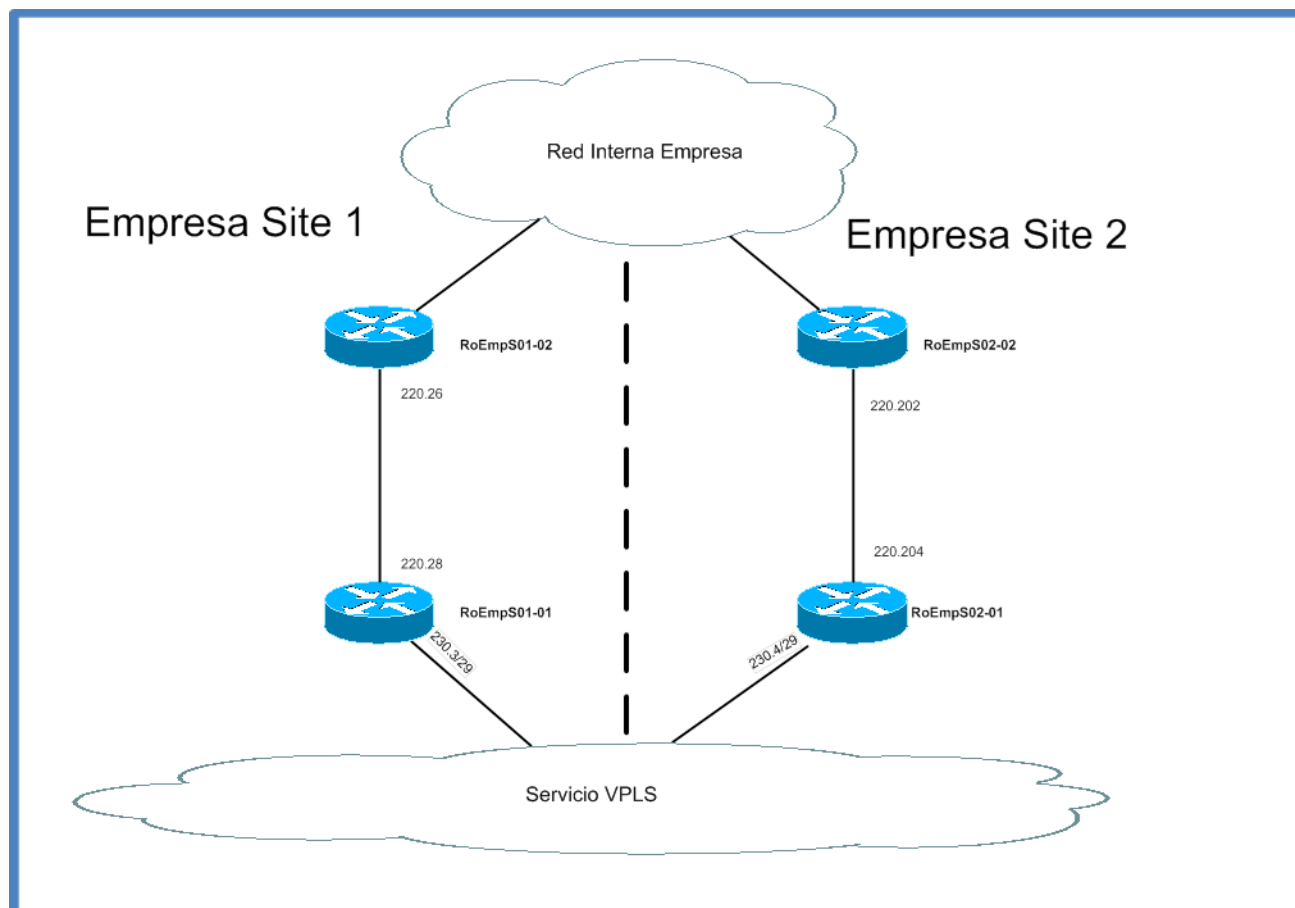 Red Interna Empresa
Empresa Site 1
Empresa Site 2
RoEmpS01-02
RoEmpS02-02
220.26
220.202
220.28
220.204
RoEmpS01-01
RoEmpS02-01
230.3/29
230.4/29
Servicio VPLS